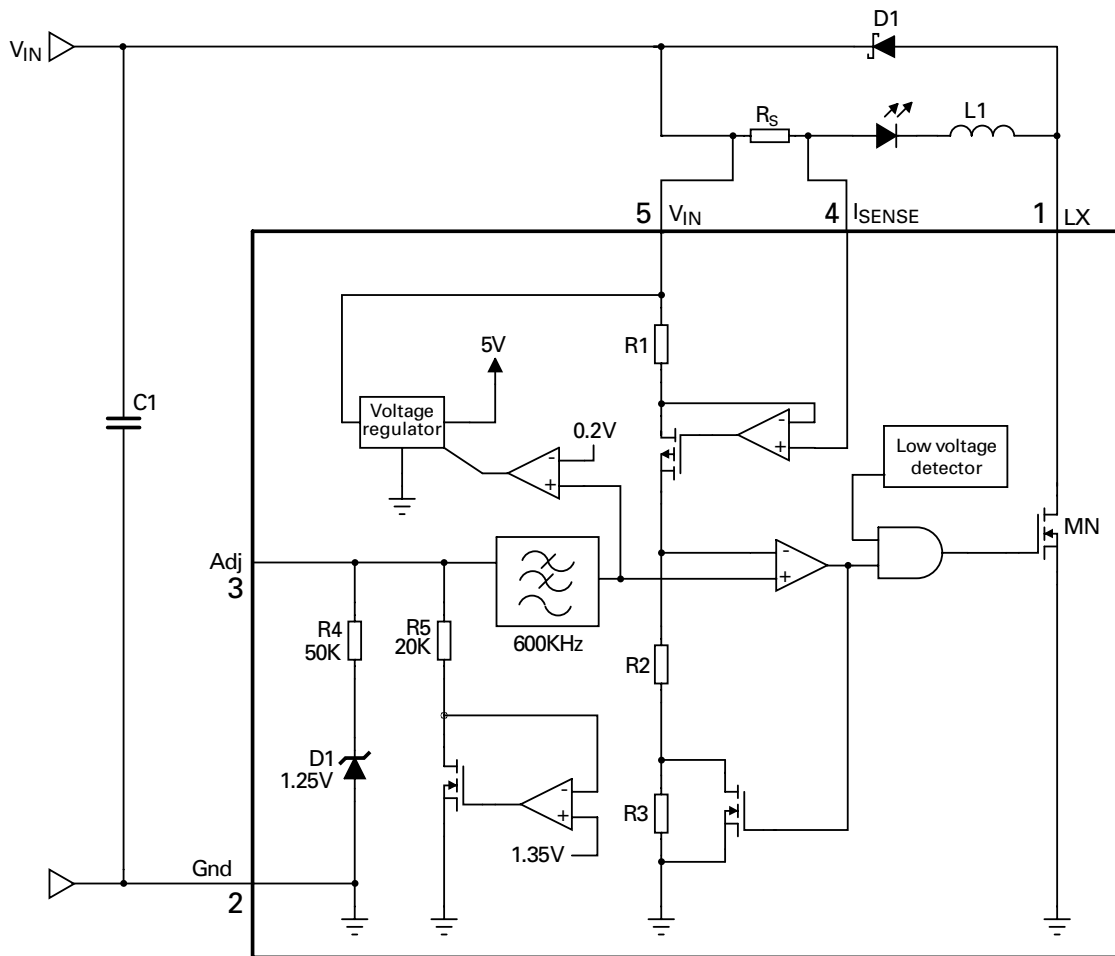 D1
VIN
RS
L1
5 VIN
4 ISENSE
1 LX
R1
5V
C1
Voltage
regulator
0.2V
Low voltage
detector
MN
Adj
3
R4
50K
R5
20K
600KHz
R2
D1
1.25V
R3
1.35V
Gnd
2